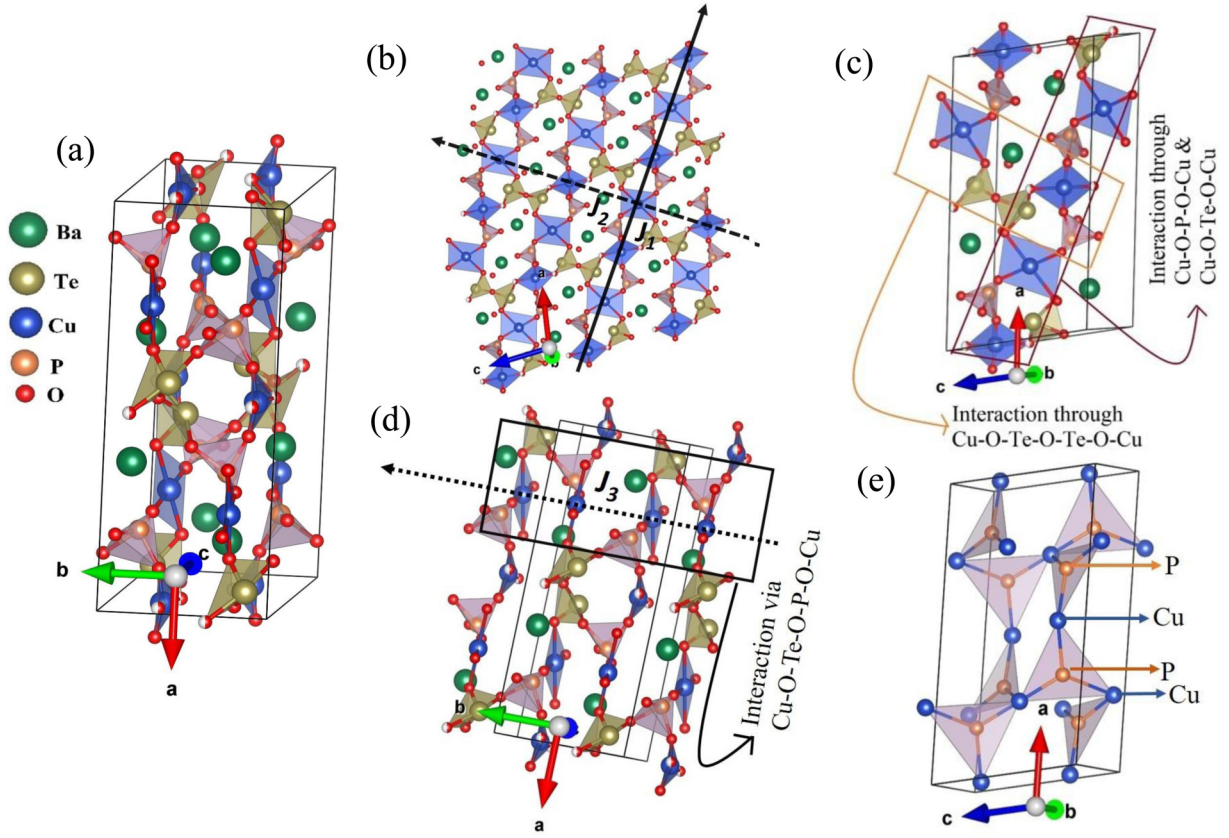 (a)
Ba
Te
Cu
P
O
b
c
a
(b)
J2
J1
a
c
b
(c)
a
c
b
Interaction through
Cu-O-P-O-Cu &
Cu-O-Te-O-Cu
Interaction through
Cu-O-Te-O-Te-O-Cu
(d)
J3
b
a
Interaction via
Cu-O-Te-O-P-O-Cu
(e)
P
Cu
P
Cu
a
c
b